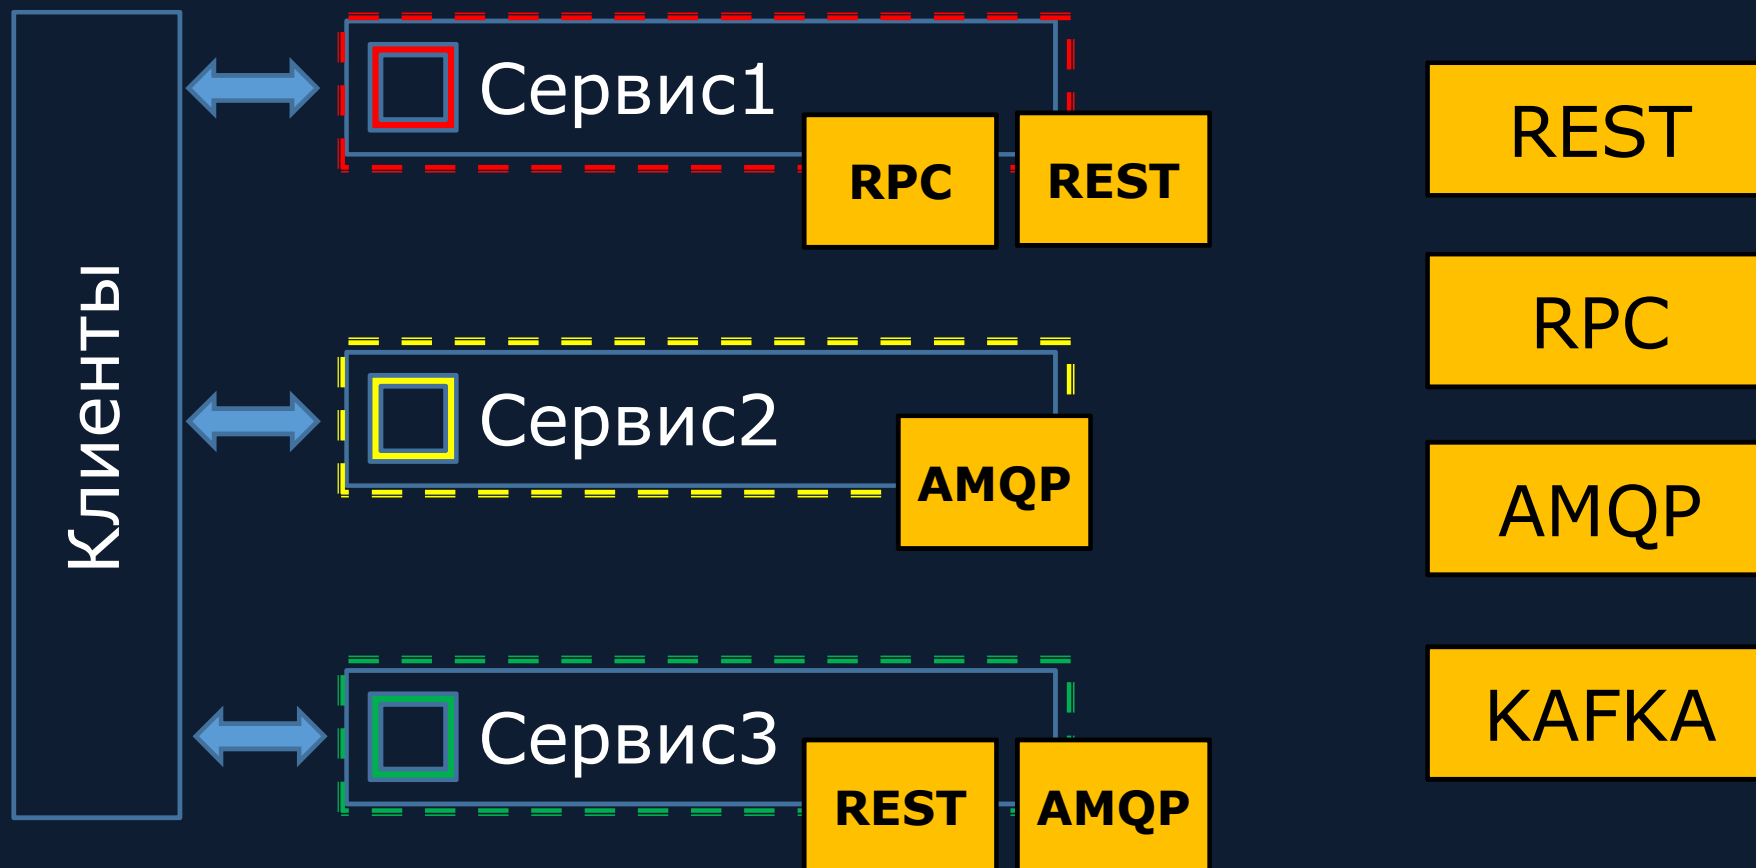 Клиенты
Сервис1
RPC
REST
Сервис2
AMQP
Сервис3
REST
AMQP
REST
RPC
AMQP
KAFKA